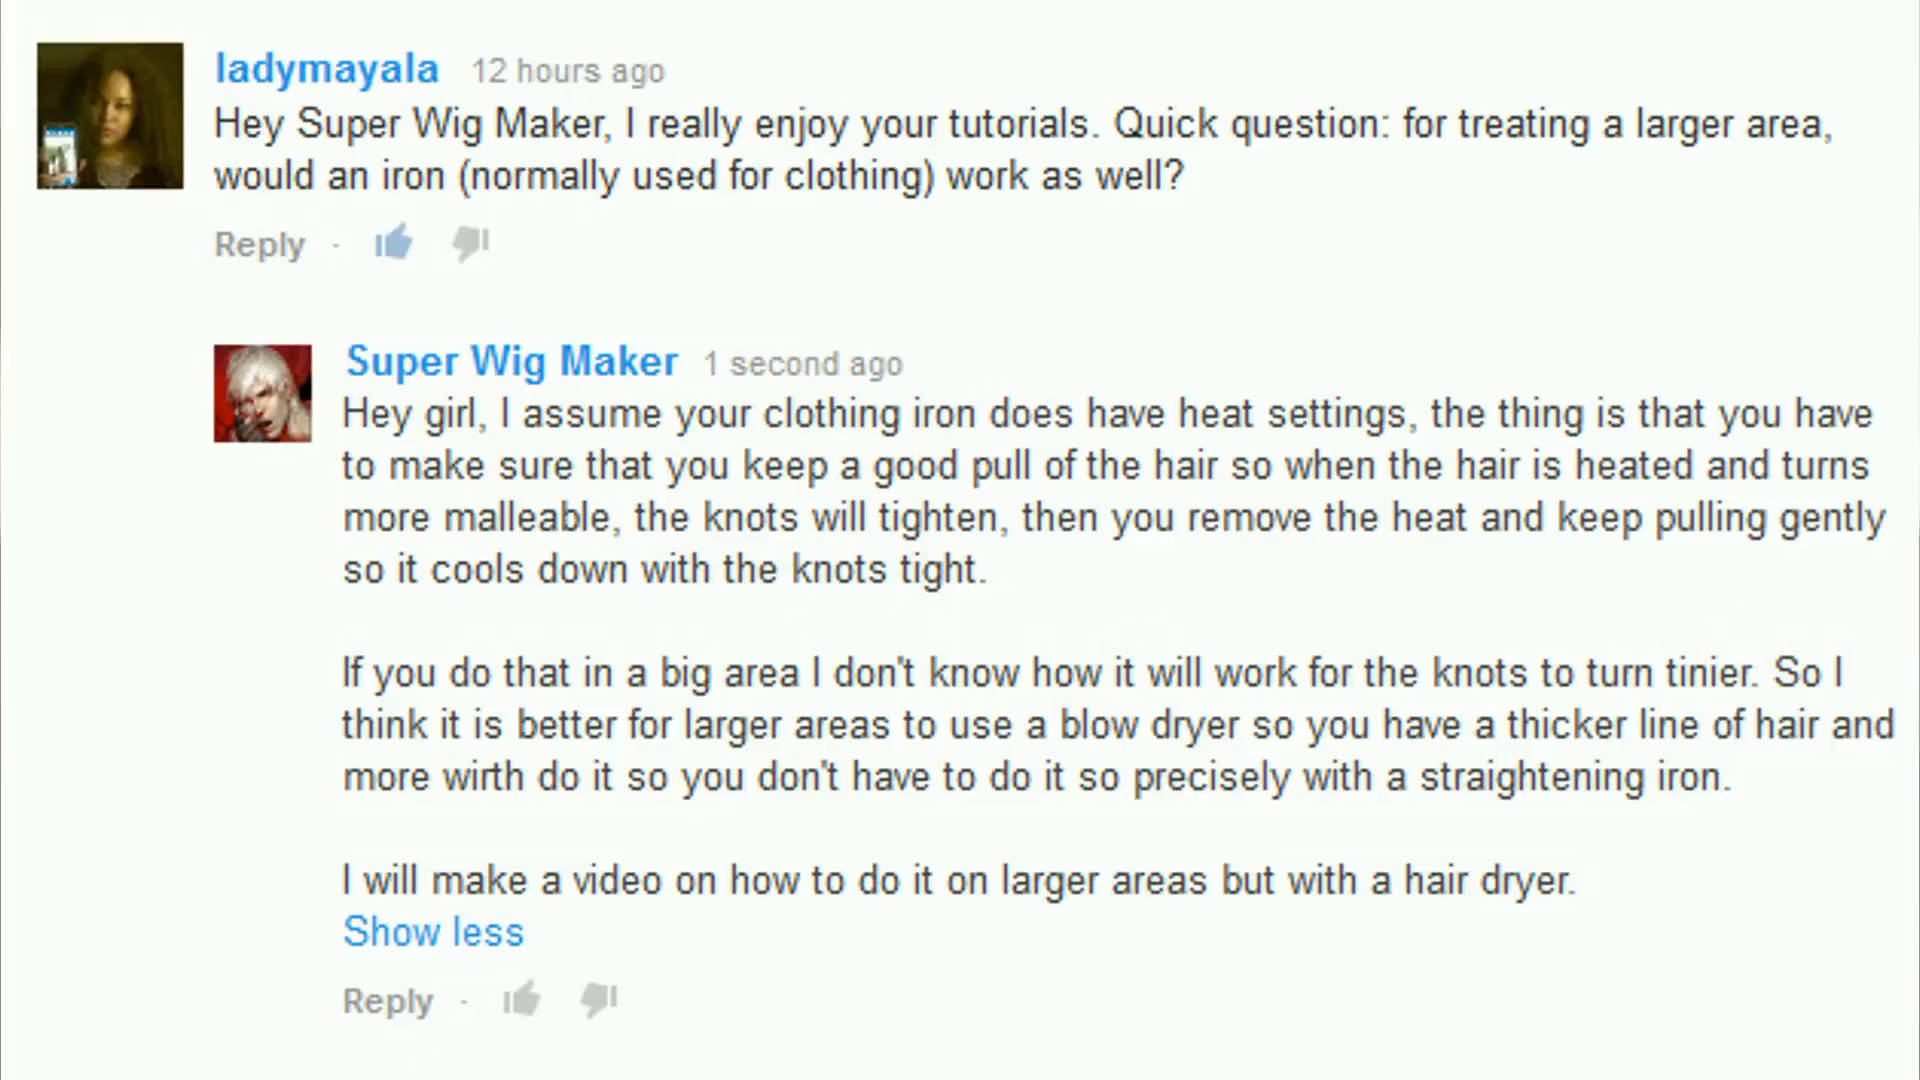 ladymayala 12 hours ago
Hey Super Wig Maker, I really enjoy your tutorials. Quick question: for treating a larger area,
would an iron (normally used for clothing) work as well?
Reply ·
Super Wig Maker 1 second ago
Hey girl, I assume your clothing iron does have heat settings, the thing is that you have
to make sure that you keep a good pull of the hair so when the hair is heated and turns
more malleable, the knots will tighten, then you remove the heat and keep pulling gently
so it cools down with the knots tight.
If you do that in a big area I don't know how it will work for the knots to turn tinier. So I
think it is better for larger areas to use a blow dryer so you have a thicker line of hair and
more wirth do it so you don't have to do it so precisely with a straightening iron.
I will make a video on how to do it on larger areas but with a hair dryer.
Show less
Reply ·